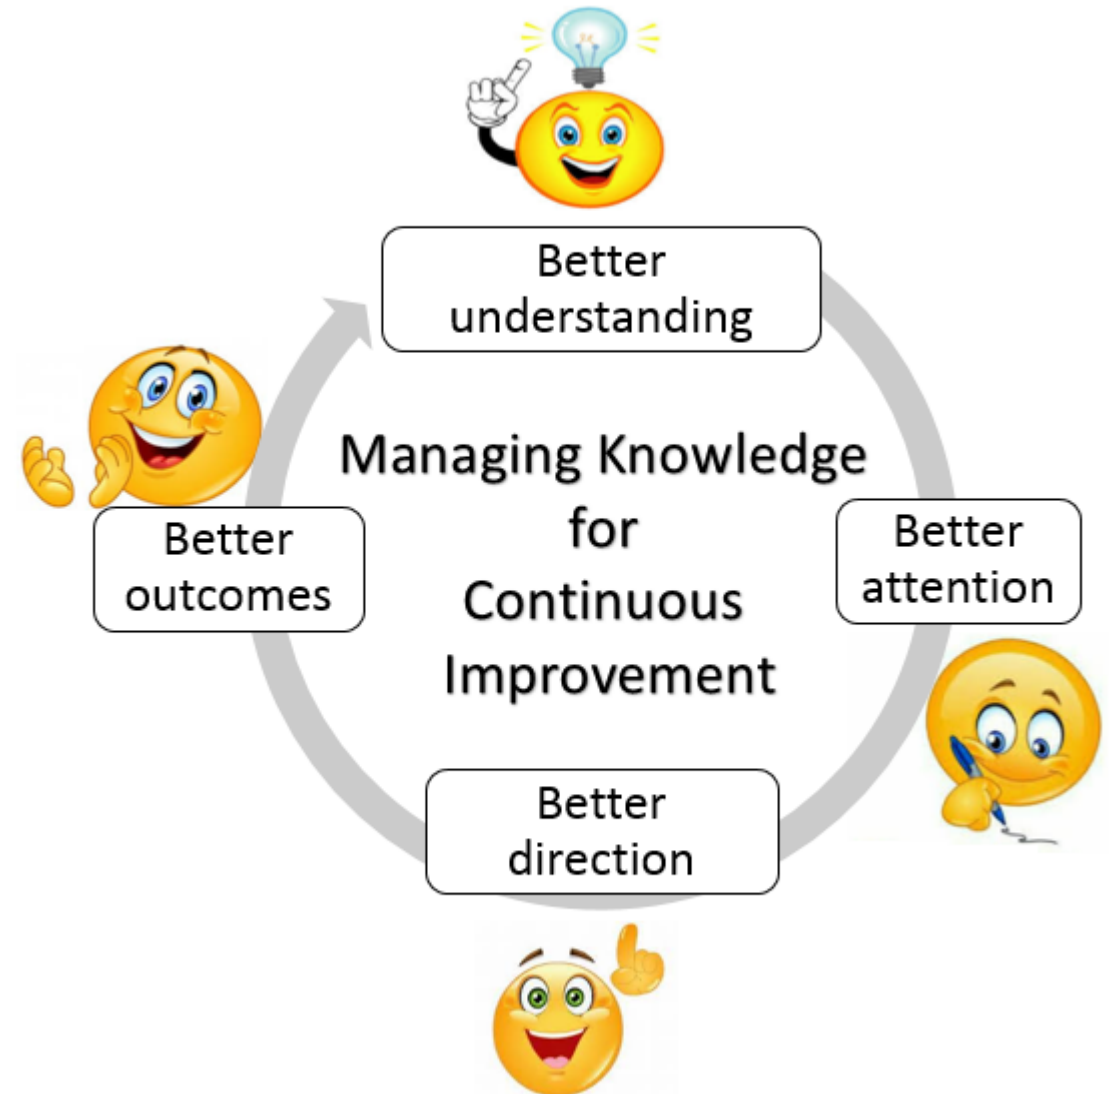 Better
understanding
Managing Knowledge
for
Continuous
Improvement
Better
attention
Better
direction
Better
outcomes